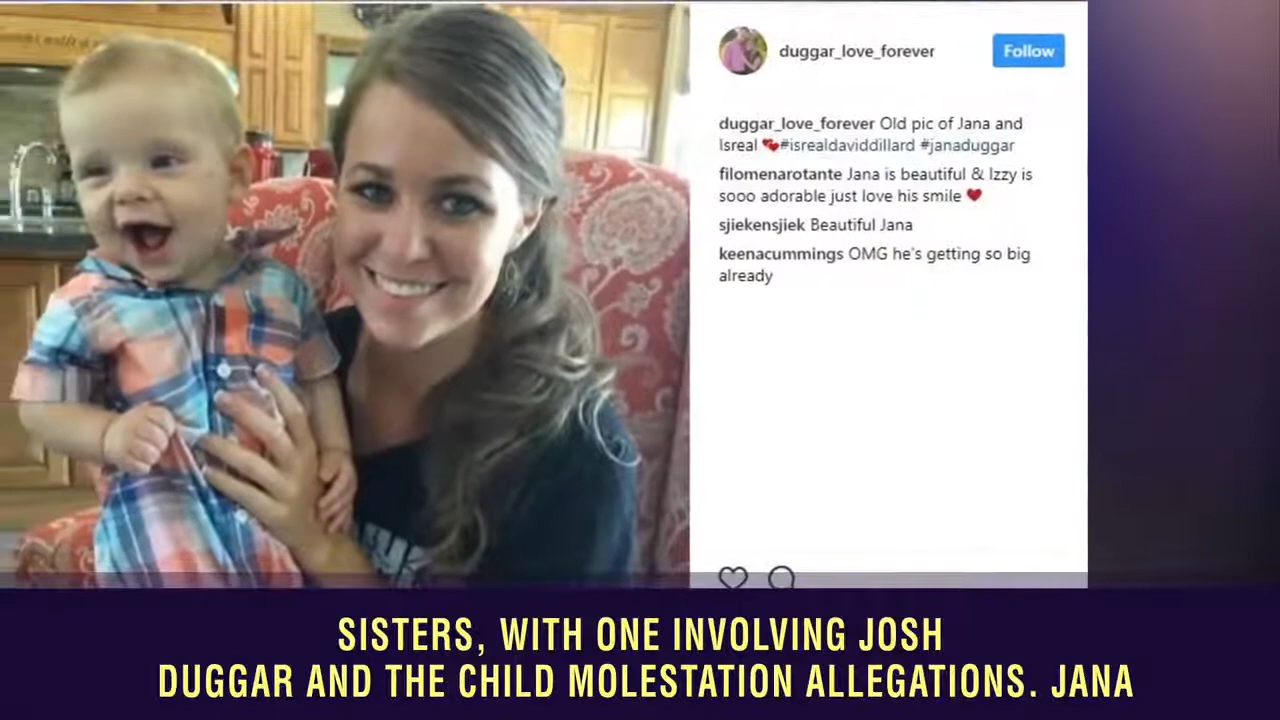 duggar_love_forever
Follow
duggar_love_forever Old pic of Jana and
Isreal 💕#isrealdaviddillard #janaduggar
filomenarotante Jana is beautiful & Izzy is
sooo adorable just love his smile ❤
sjiekensjiek Beautiful Jana
keenacummings OMG he's getting so big
already
SISTERS, WITH ONE INVOLVING JOSH
DUGGAR AND THE CHILD MOLESTATION ALLEGATIONS. JANA